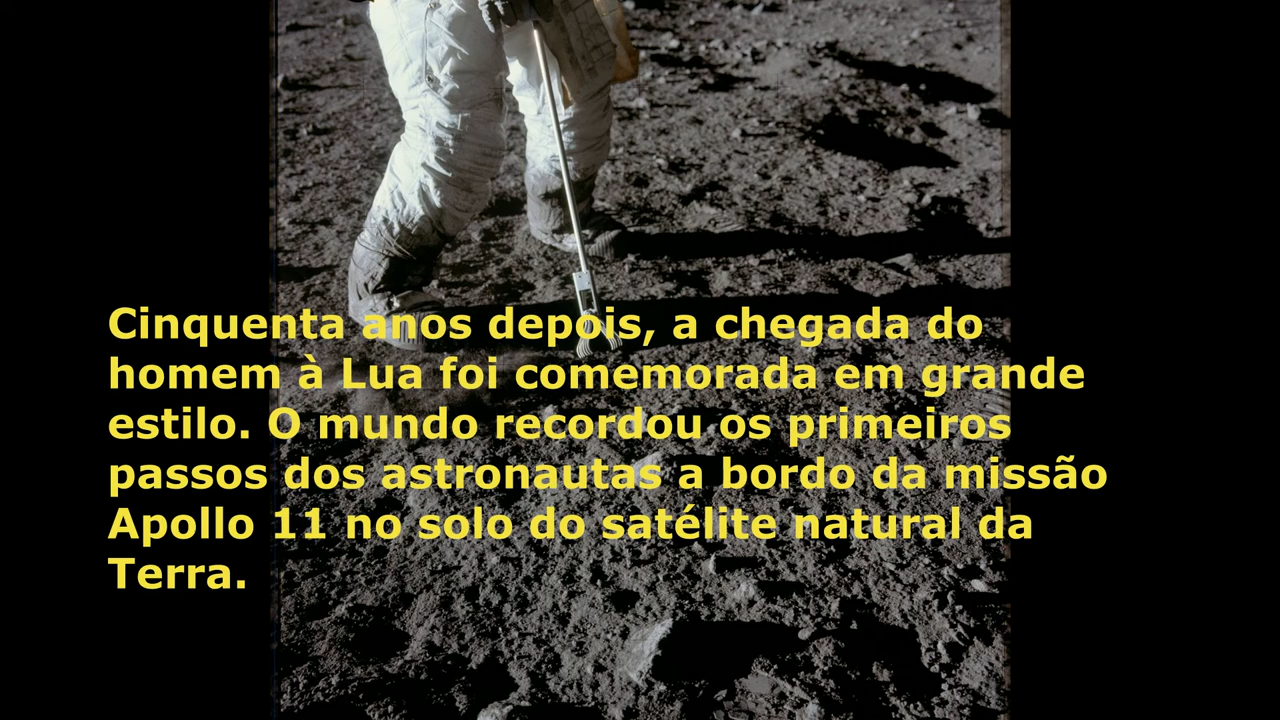 Cinquenta anos depois, a chegada do
homem à Lua foi comemorada em grande
estilo. O mundo recordou os primeiros
passos dos astronautas a bordo da missão
Apollo 11 no solo do satélite natural da
Terra.